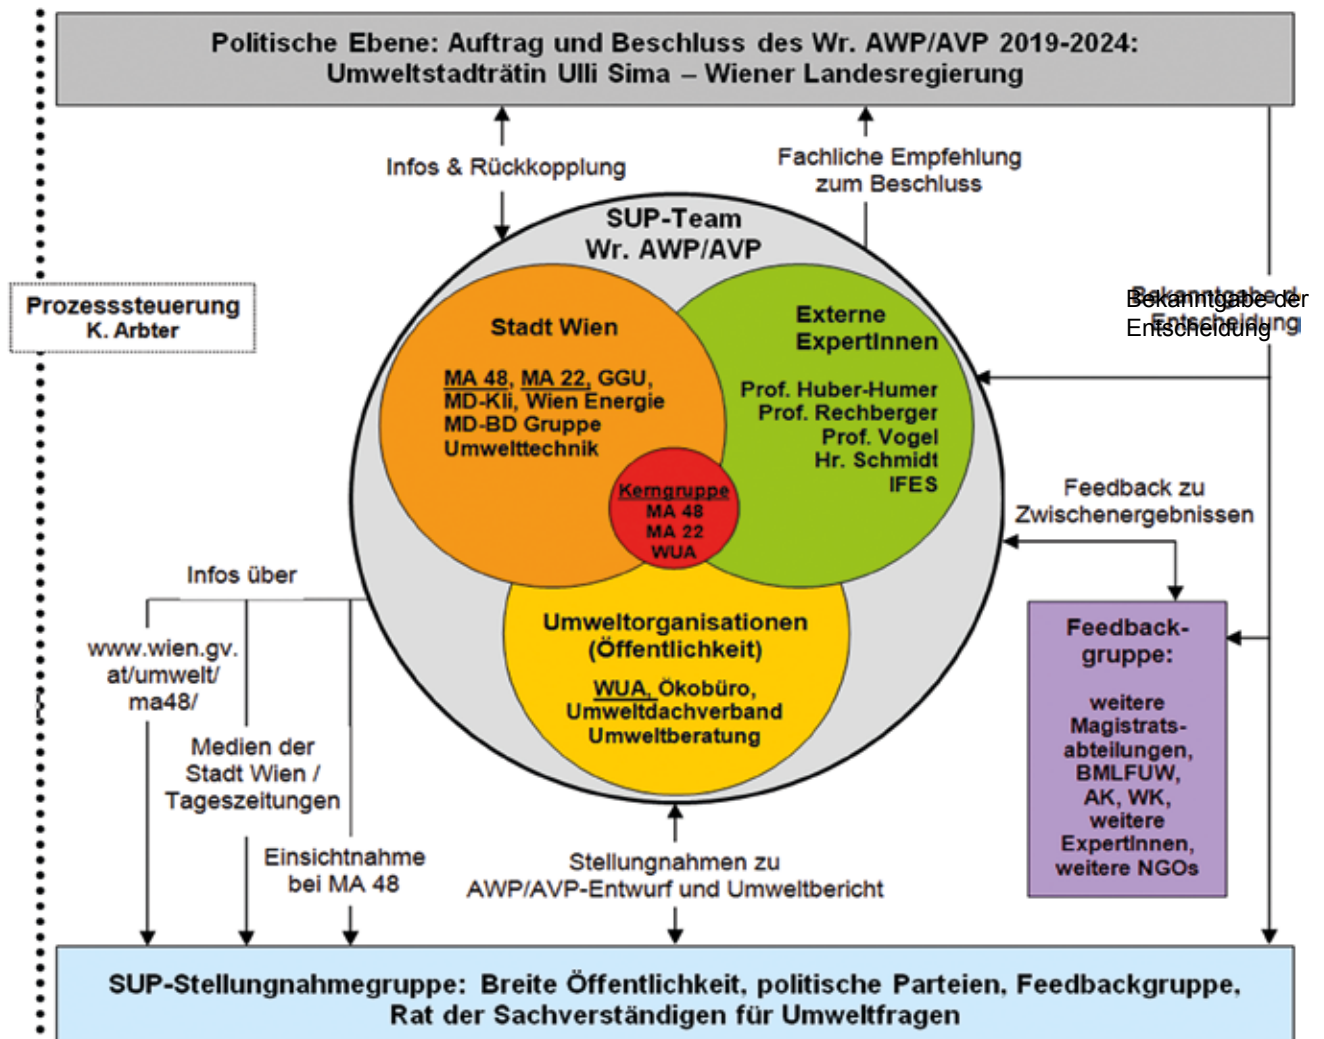 Politische Ebene: Auftrag und Beschluss des Wr. AWP/AVP 2019-2024:
Umweltstadträtin Ulli Sima – Wiener Landesregierung
Infos & Rückkopplung
Fachliche Empfehlung
zum Beschluss
SUP-Team
Wr. AWP/AVP
Prozesssteuerung
K. Arbter
Stadt Wien
MA 48, MA 22, GGU,
MD-Kli, Wien Energie
MD-BD Gruppe
Umwelttechnik
Externe
ExpertInnen
Prof. Huber-Humer
Prof. Rechberger
Prof. Vogel
Hr. Schmidt
IFES
Bekanntgabe der
Entscheidung
Bekanntgabe d.
Entscheidung
Kerngruppe
MA 48
MA 22
WUA
Feedback zu
Zwischenergebnissen
Umweltorganisationen
(Öffentlichkeit)
WUA, Ökobüro,
Umweltdachverband
Umweltberatung
Feedback-
gruppe:
weitere
Magistrats-
abteilungen,
BMLFUW,
AK, WK,
weitere
ExpertInnen,
weitere NGOs
Infos über
www.wien.gv.
at/umwelt/
ma48/
Medien der
Stadt Wien /
Tageszeitungen
Einsichtnahme
bei MA 48
Stellungnahmen zu
AWP/AVP-Entwurf und Umweltbericht
SUP-Stellungnahmegruppe: Breite Öffentlichkeit, politische Parteien, Feedbackgruppe,
Rat der Sachverständigen für Umweltfragen